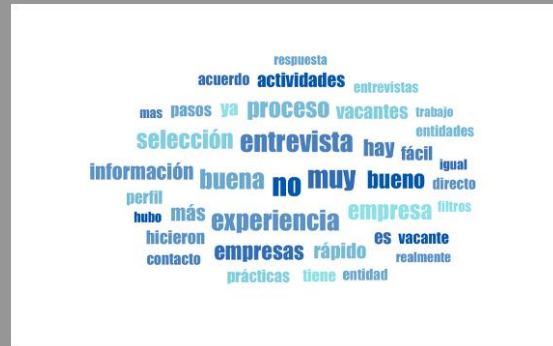 respuesta
acuerdo actividades entrevistas
mas pasos ya proceso vacantes trabajo
selección entrevista hay fácil entidades
información buena no muy bueno igual directo
perfil
hubo más experiencia empresa filtros
hicieron empresas rápido es vacante
contacto realmente
prácticas tiene entidad